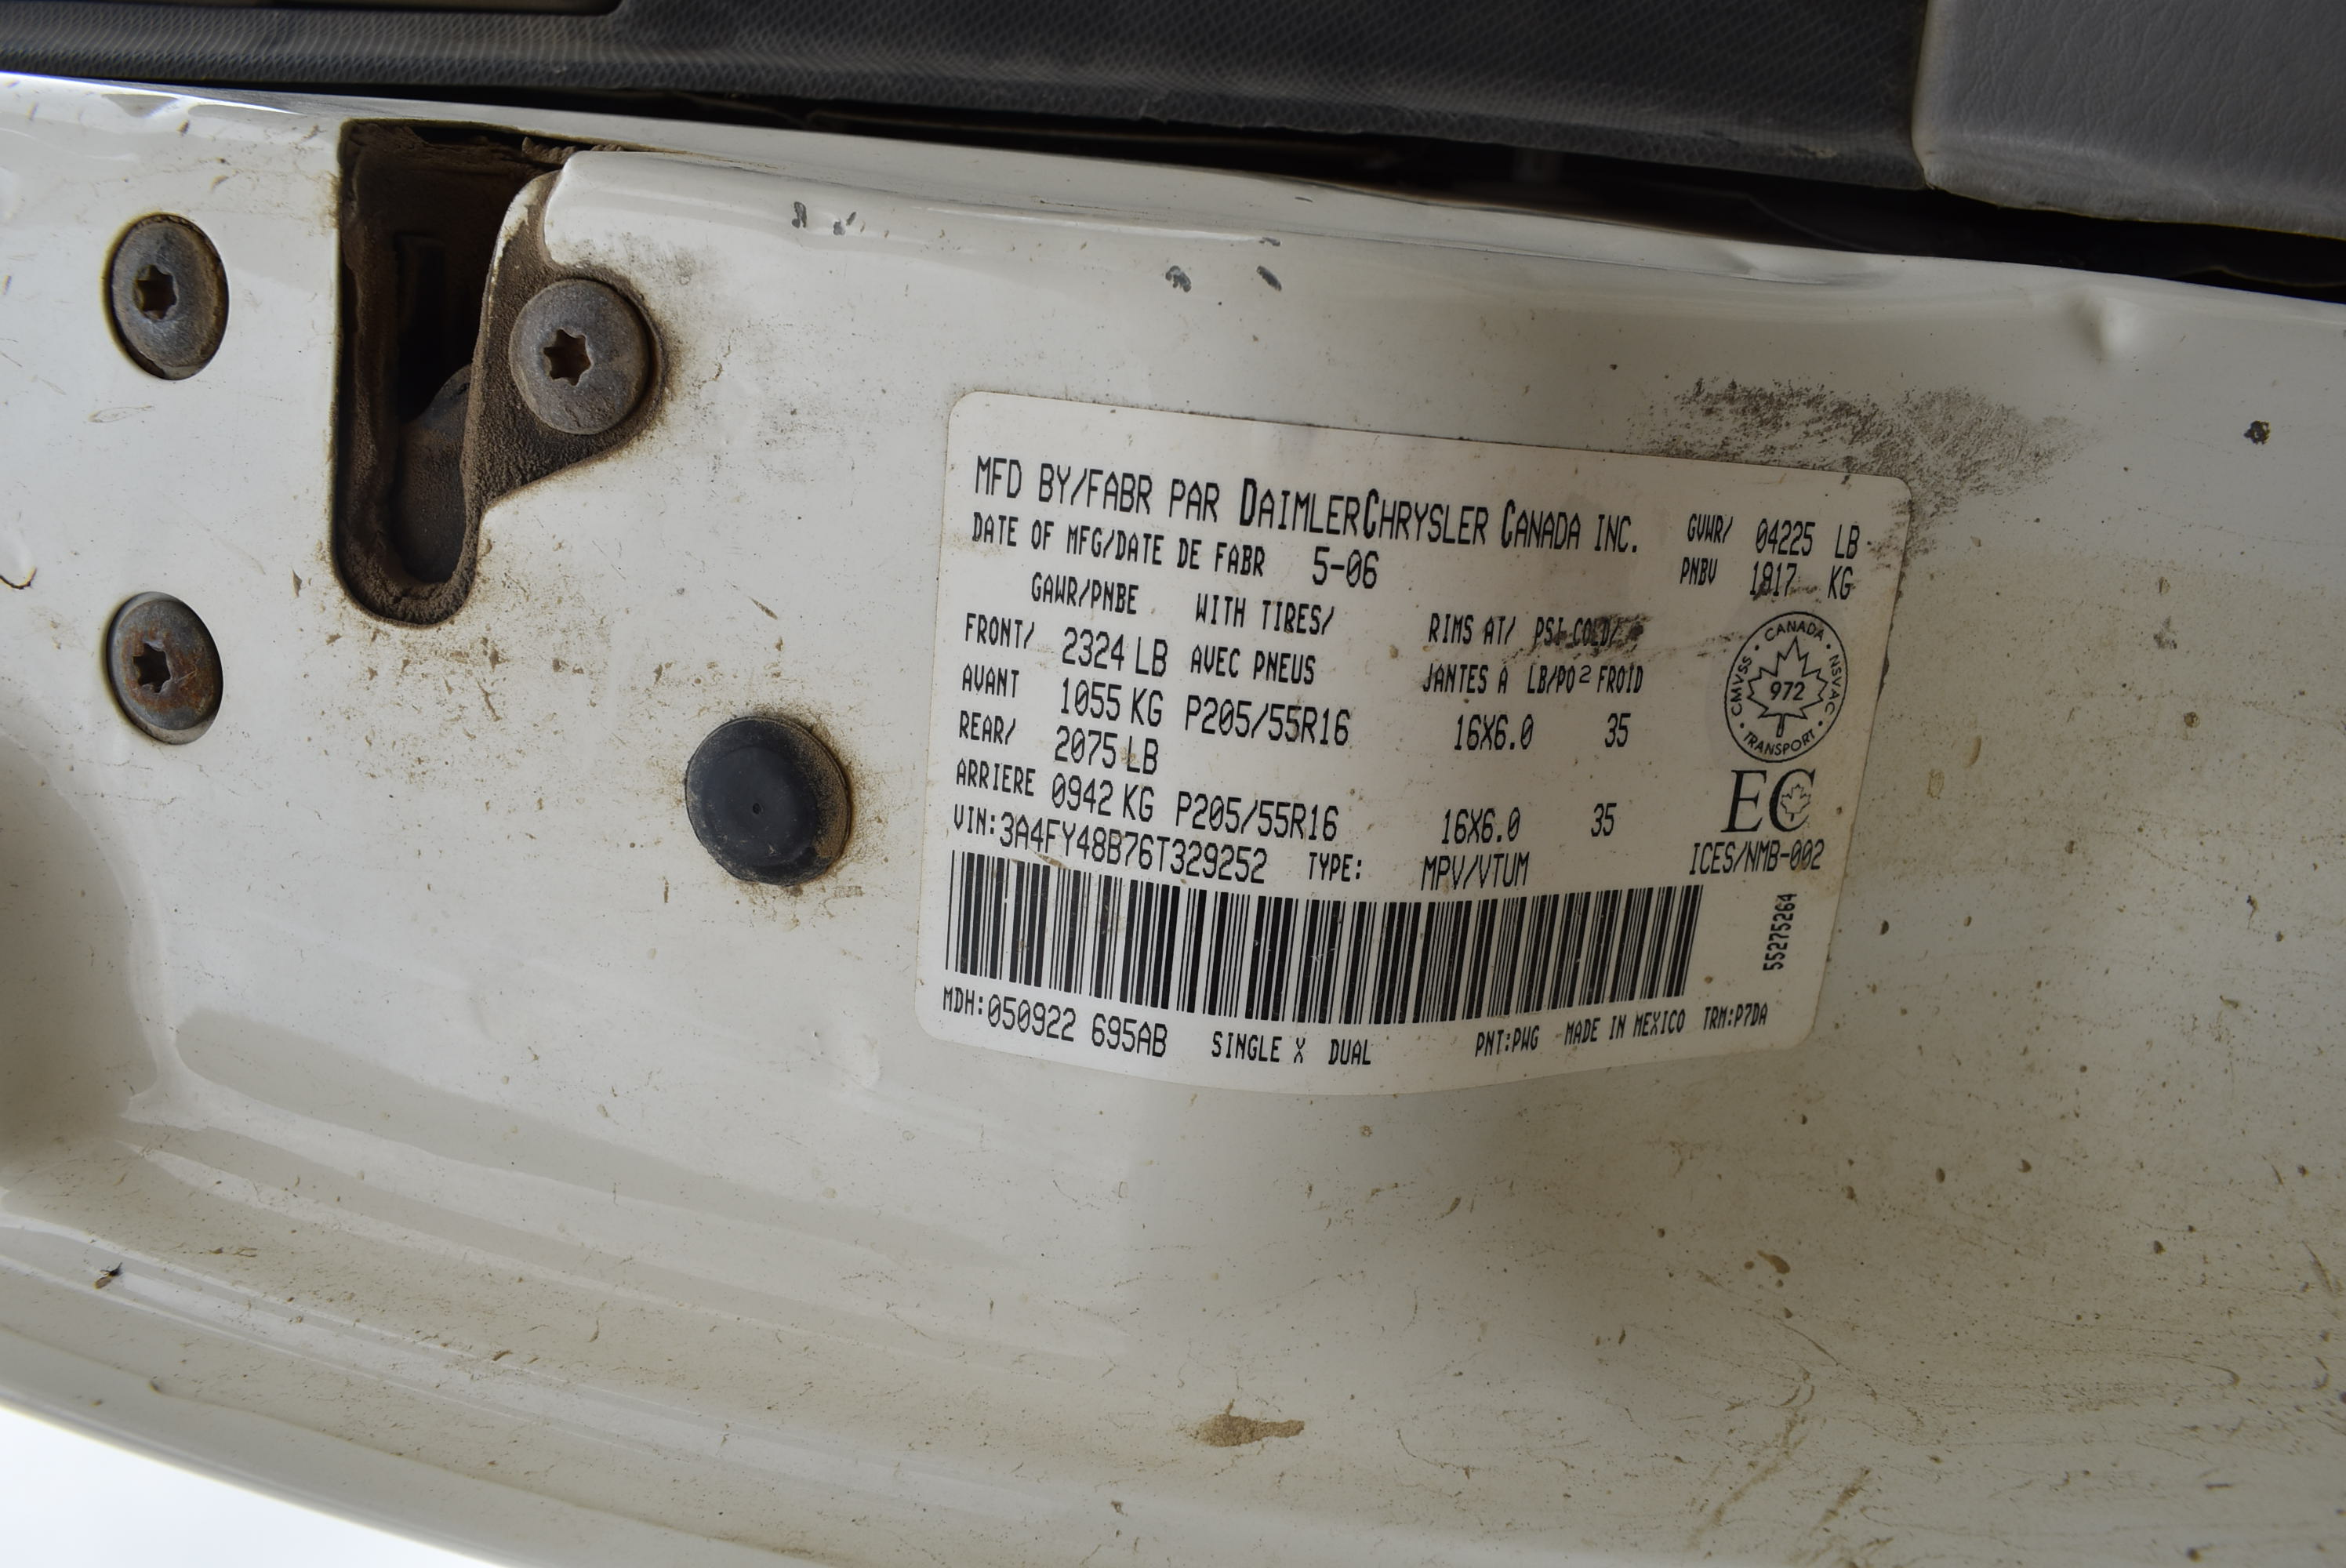 MFD BY/FABR PAR DAIMLERCHRYSLER CANADA INC.
DATE OF MFG/DATE DE FABR 5-06
GVWR/ 04225 LB
PNBV 1817 KG
GAWR/PNBE WITH TIRES/ RIMS AT/ PSI COLD/
FRONT/ 2324 LB AVEC PNEUS JANTES A LB/PO² FROID
AVANT 1055 KG P205/55R16 16X6.0 35
REAR/ 2075 LB
ARRIERE 0942 KG P205/55R16 16X6.0 35
VIN:3A4FY48B76T329252 TYPE: MPV/VTUM
CANADA
CMVSS NSVAC
972
TRANSPORT
EC
ICES/NMB-002
55275264
MDH:050922 695AB SINGLE X DUAL PNT:PWG MADE IN MEXICO TRM:P7DA